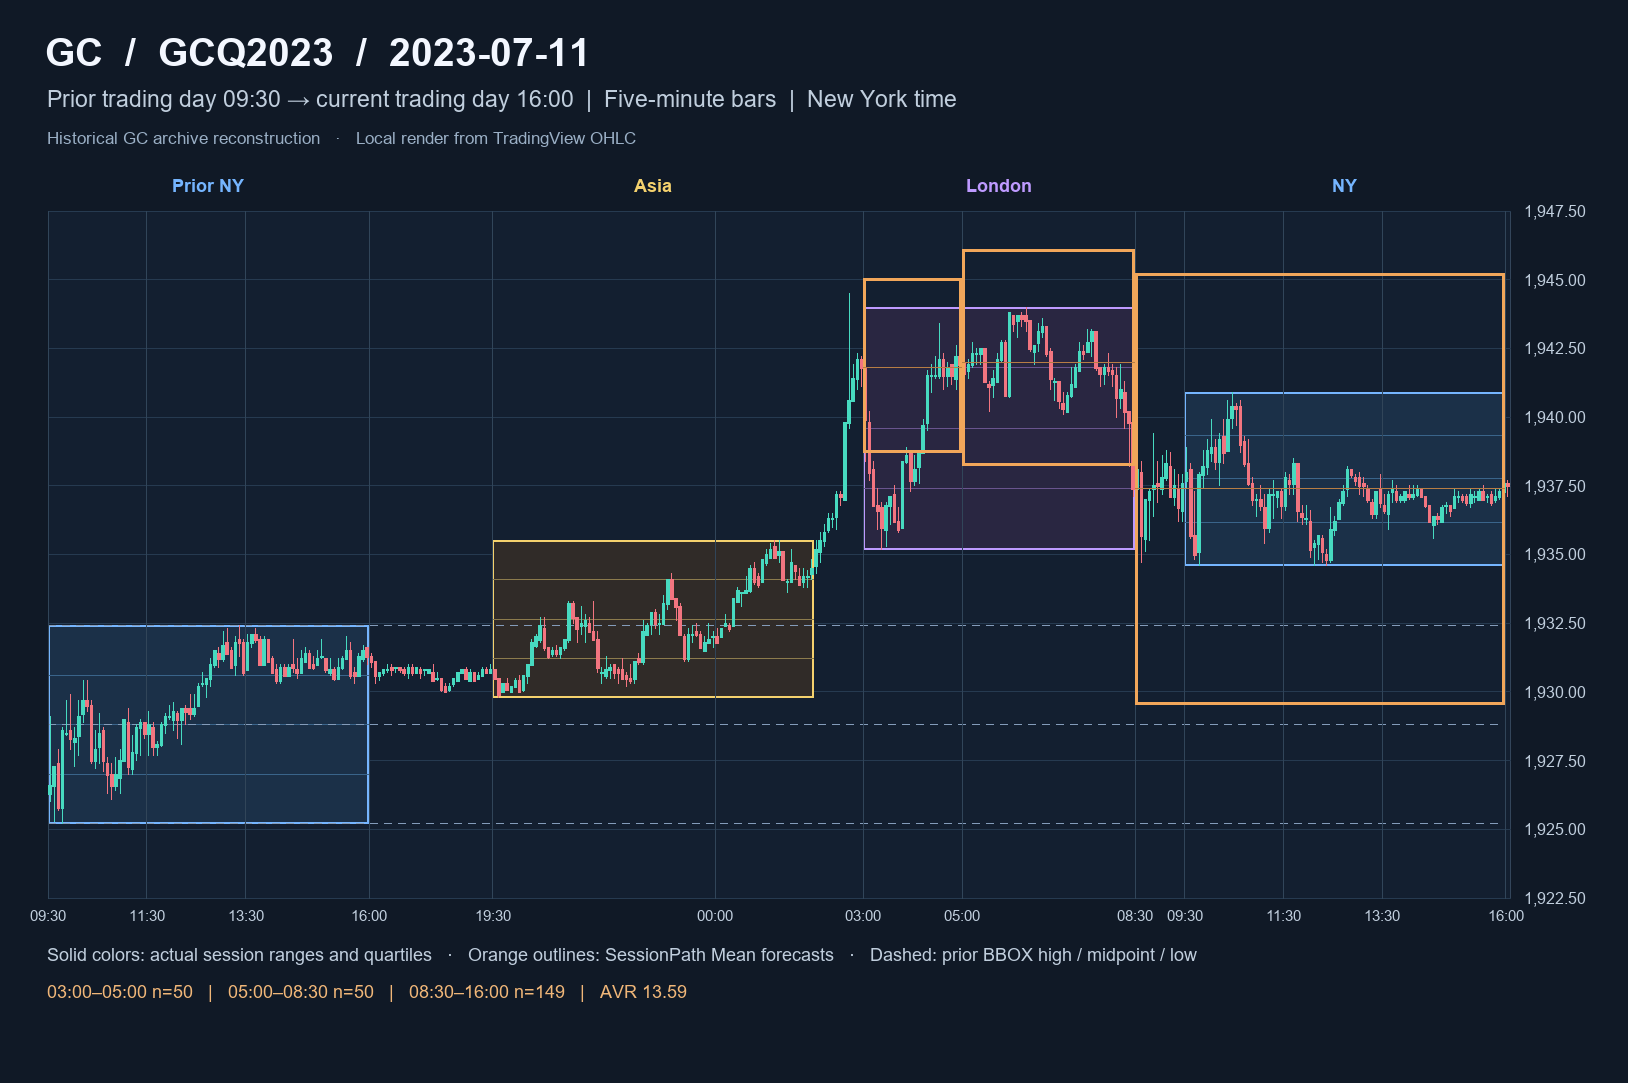 GC / GCQ2023 / 2023-07-11
Prior trading day 09:30 → current trading day 16:00 | Five-minute bars | New York time
Historical GC archive reconstruction · Local render from TradingView OHLC
Prior NY Asia London NY
1,947.50
1,945.00
1,942.50
1,940.00
1,937.50
1,935.00
1,932.50
1,930.00
1,927.50
1,925.00
1,922.50
09:30 11:30 13:30 16:00 19:30 00:00 03:00 05:00 08:30 09:30 11:30 13:30 16:00
Solid colors: actual session ranges and quartiles · Orange outlines: SessionPath Mean forecasts · Dashed: prior BBOX high / midpoint / low
03:00–05:00 n=50 | 05:00–08:30 n=50 | 08:30–16:00 n=149 | AVR 13.59